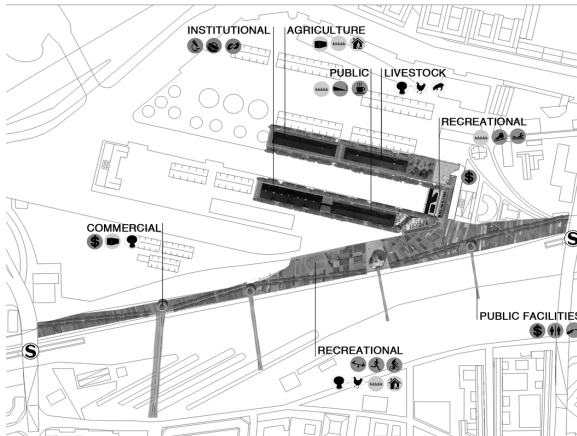 INSTITUTIONAL AGRICULTURE
PUBLIC LIVESTOCK
RECREATIONAL
$
COMMERCIAL
$
S
PUBLIC FACILITIES
$
S
RECREATIONAL